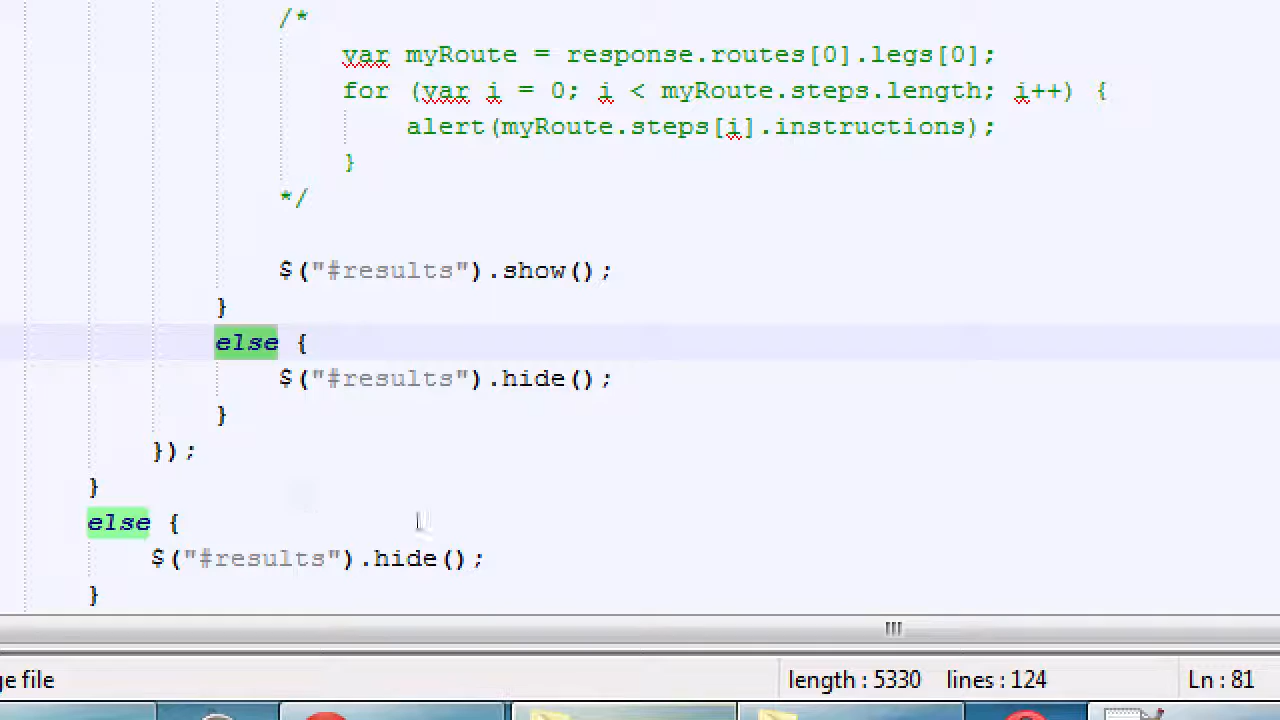 /*
var myRoute = response.routes[0].legs[0];
for (var i = 0; i < myRoute.steps.length; i++) {
alert(myRoute.steps[i].instructions);
}
*/
$("#results").show();
}
else {
$("#results").hide();
}
});
}
else {
$("#results").hide();
}
ge file length : 5330 lines : 124 Ln : 81